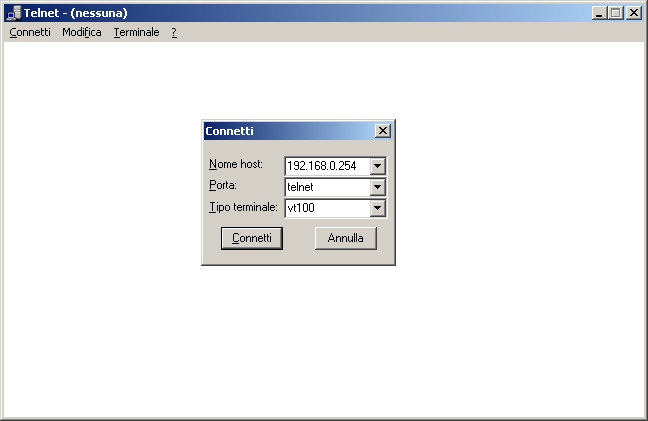 Telnet - (nessuna)
Connetti Modifica Terminale ?
Connetti
Nome host: 192.168.0.254
Porta: telnet
Tipo terminale: vt100
Connetti Annulla